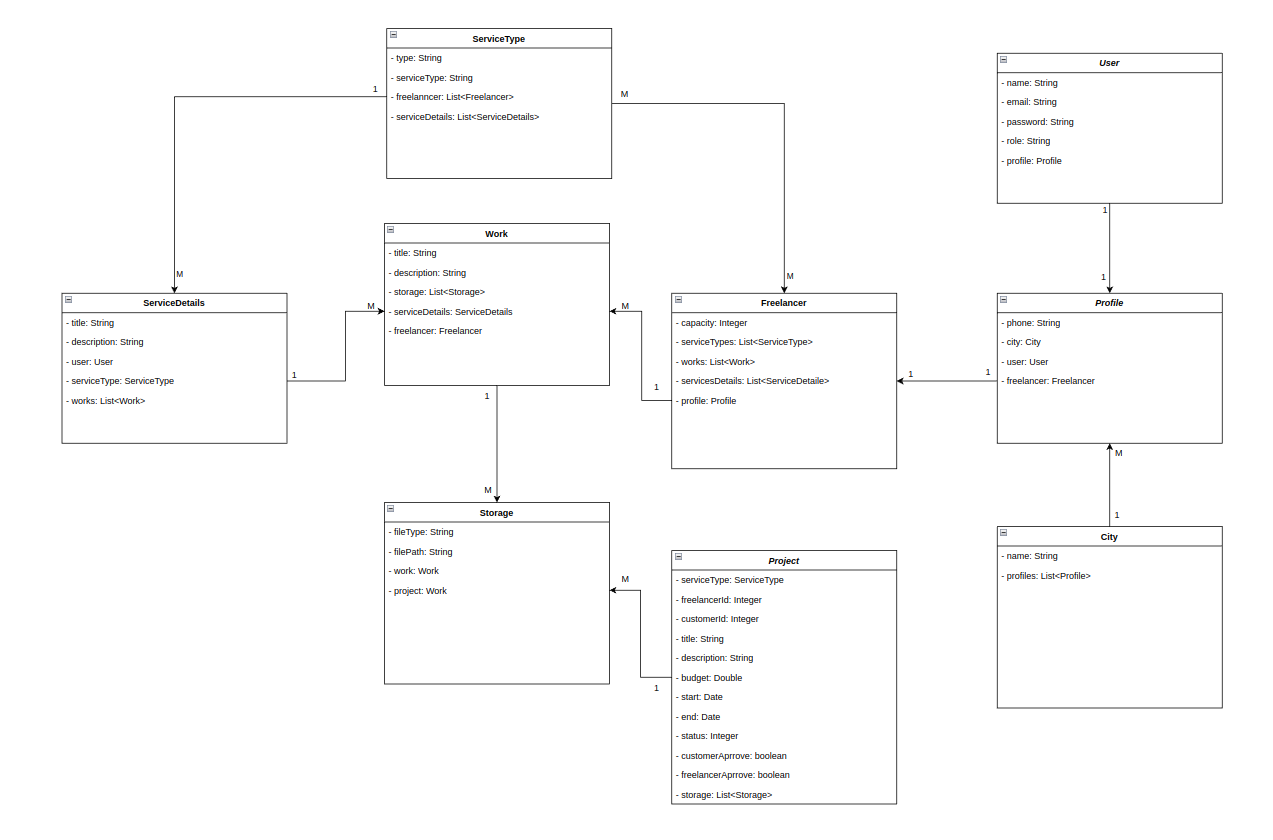 ServiceType
- type: String
- serviceType: String
- freelanncer: List<Freelancer>
- serviceDetails: List<ServiceDetails>
1
M
M
M
User
- name: String
- email: String
- password: String
- role: String
- profile: Profile
1
1
Work
- title: String
- description: String
- storage: List<Storage>
- serviceDetails: ServiceDetails
- freelancer: Freelancer
M
M
1
1
1
M
ServiceDetails
- title: String
- description: String
- user: User
- serviceType: ServiceType
- works: List<Work>
Freelancer
- capacity: Integer
- serviceTypes: List<ServiceType>
- works: List<Work>
- servicesDetails: List<ServiceDetaile>
- profile: Profile
1
1
Profile
- phone: String
- city: City
- user: User
- freelancer: Freelancer
M
1
Storage
- fileType: String
- filePath: String
- work: Work
- project: Work
M
1
Project
- serviceType: ServiceType
- freelancerId: Integer
- customerId: Integer
- title: String
- description: String
- budget: Double
- start: Date
- end: Date
- status: Integer
- customerAprrove: boolean
- freelancerAprrove: boolean
- storage: List<Storage>
City
- name: String
- profiles: List<Profile>